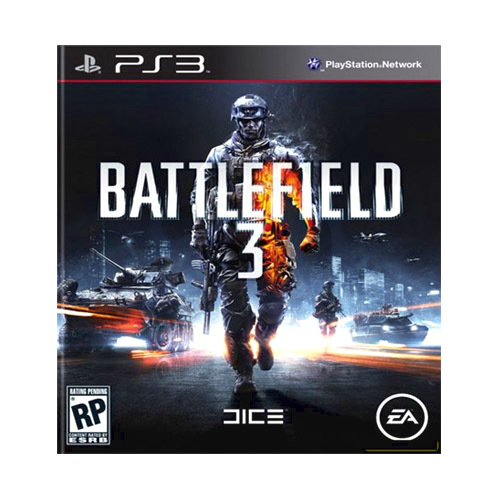 PS3
PlayStation®Network
BATTLEFIELD
3
RATING PENDING
RP
CONTENT RATED BY
ESRB
DICE
EA